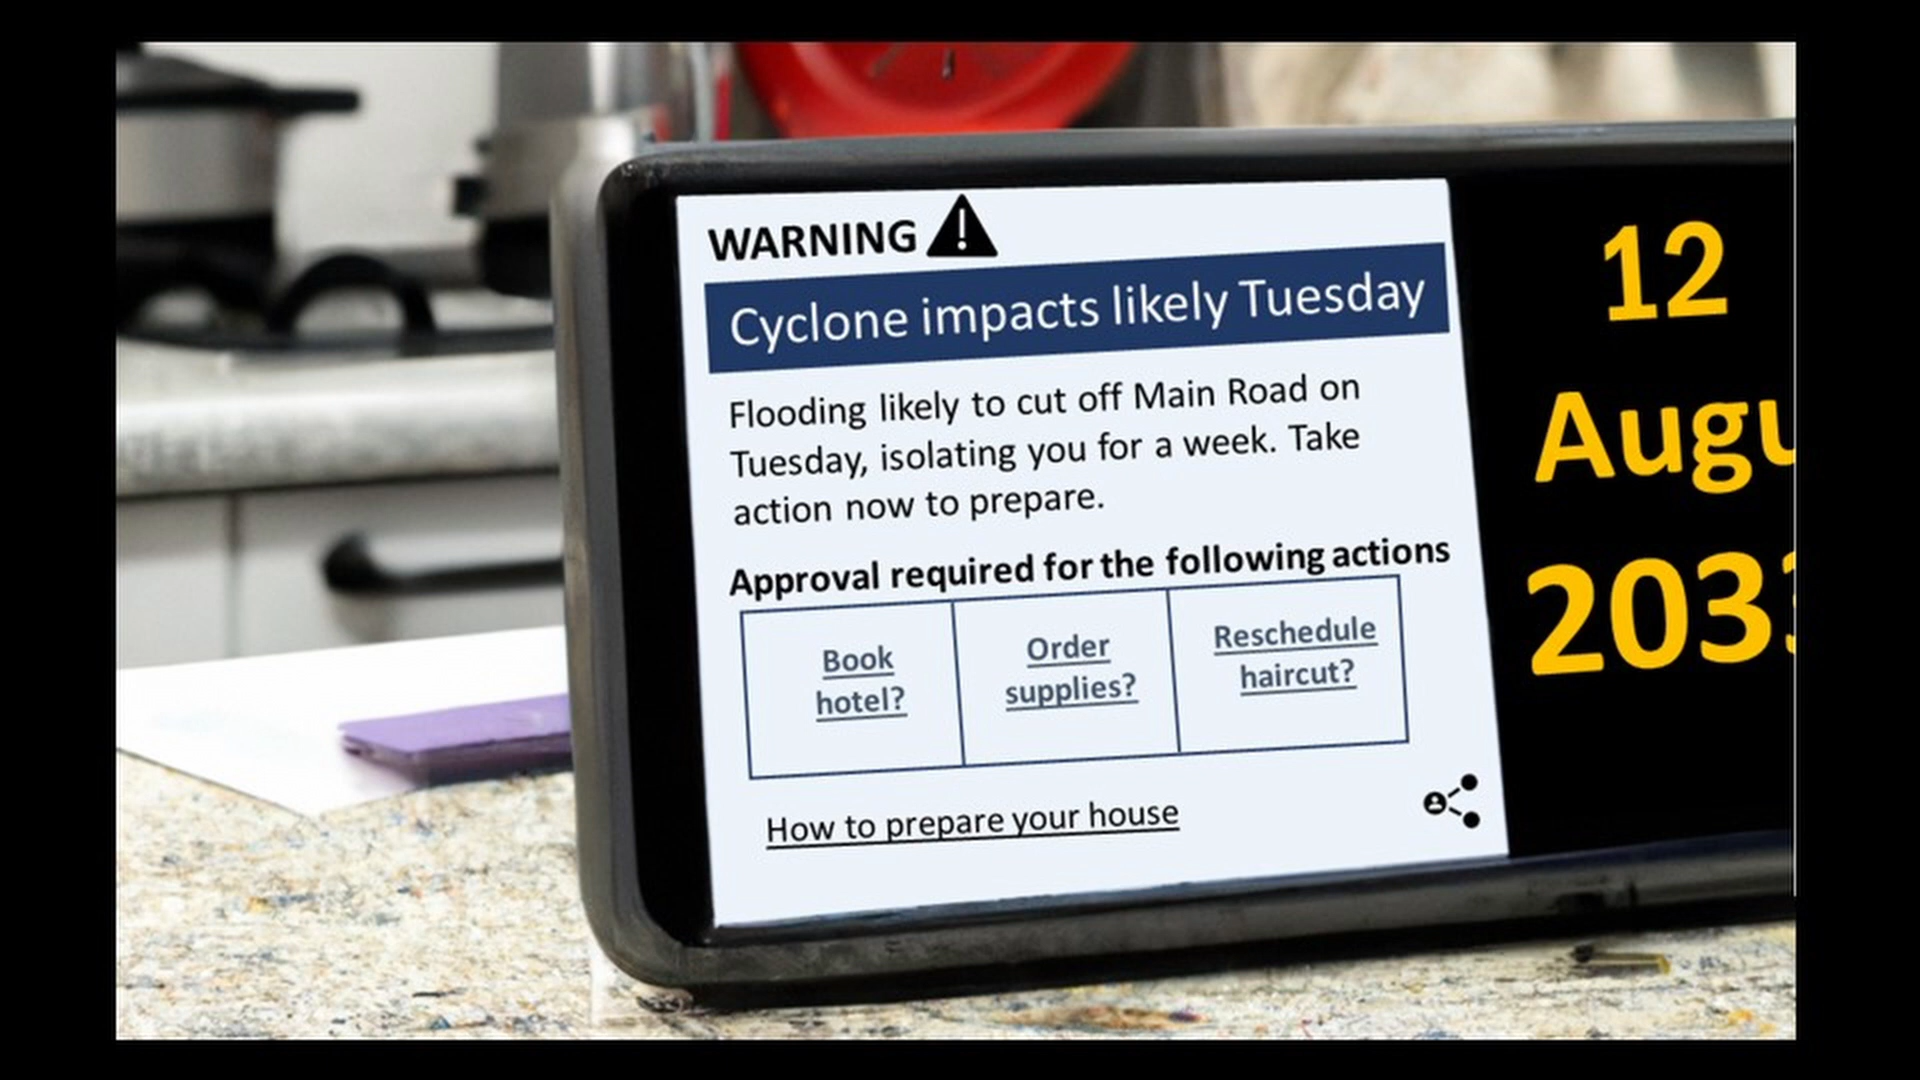 WARNING
Cyclone impacts likely Tuesday
Flooding likely to cut off Main Road on
Tuesday, isolating you for a week. Take
action now to prepare.
Approval required for the following actions
Book
hotel?
Order
supplies?
Reschedule
haircut?
How to prepare your house
12
Augu
203